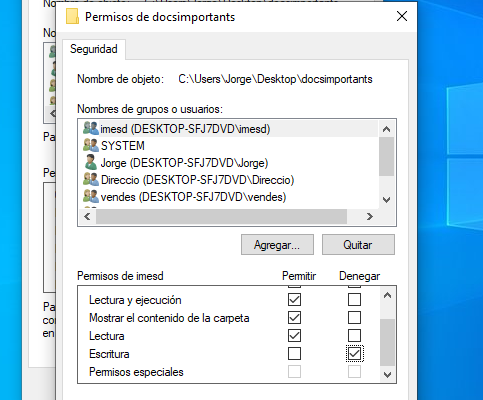 Permisos de docsimportants
Seguridad
Nombre de objeto: C:\Users\Jorge\Desktop\docsimportants
Nombres de grupos o usuarios:
imesd (DESKTOP-SFJ7DVD\imesd)
SYSTEM
Jorge (DESKTOP-SFJ7DVD\Jorge)
Direccio (DESKTOP-SFJ7DVD\Direccio)
vendes (DESKTOP-SFJ7DVD\vendes)
Agregar... Quitar
Permisos de imesd Permitir Denegar
Lectura y ejecución
Mostrar el contenido de la carpeta
Lectura
Escritura
Permisos especiales
No
Pa
Pe
Pa
con
en